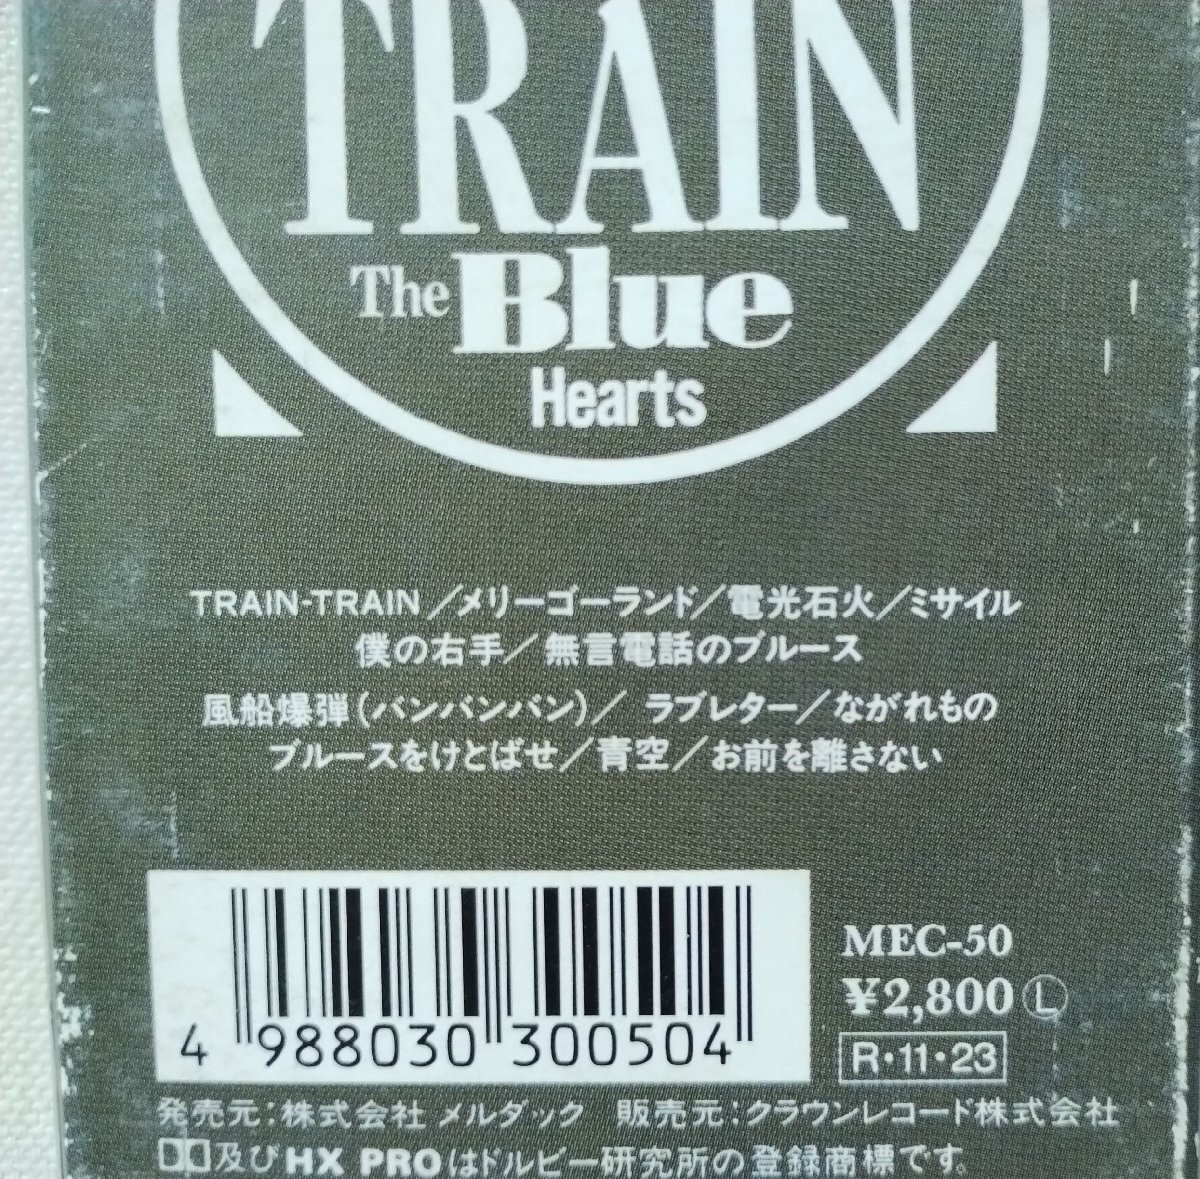 TRAIN
The Blue
Hearts
TRAIN-TRAIN／メリーゴーランド／電光石火／ミサイル
僕の右手／無言電話のブルース
風船爆弾(バンバンバン)／ラブレター／ながれもの
ブルースをけとばせ／青空／お前を離さない
MEC-50
¥2,800 Ⓛ
R・11・23
4 988030 300504
発売元：株式会社 メルダック　販売元：クラウンレコード株式会社
及び HX PROはドルビー研究所の登録商標です。